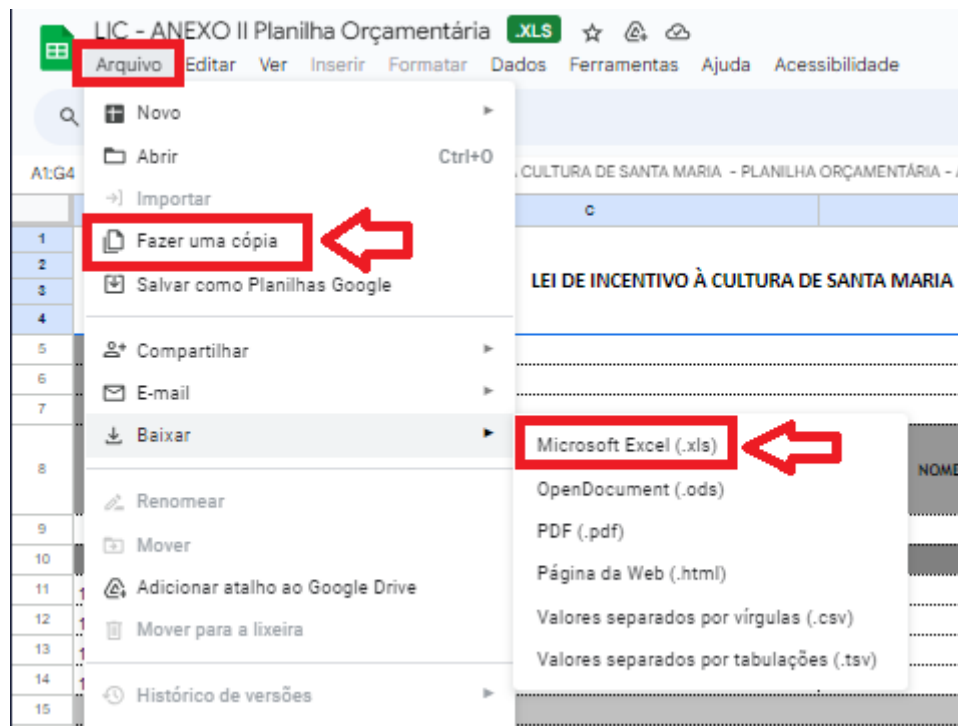 LIC - ANEXO II Planilha Orçamentária .XLS
Arquivo Editar Ver Inserir Formatar Dados Ferramentas Ajuda Acessibilidade
Novo
Abrir Ctrl+O
A1:G4 CULTURA DE SANTA MARIA - PLANILHA ORÇAMENTÁRIA -
Importar
C
1
Fazer uma cópia
2
LEI DE INCENTIVO À CULTURA DE SANTA MARIA
3
Salvar como Planilhas Google
4
5
Compartilhar
6
E-mail
7
Baixar
Microsoft Excel (.xls)
8
NOME
OpenDocument (.ods)
Renomear
9
PDF (.pdf)
Mover
10
Página da Web (.html)
11
Adicionar atalho ao Google Drive
12
Valores separados por vírgulas (.csv)
Mover para a lixeira
13
Valores separados por tabulações (.tsv)
14
Histórico de versões
15